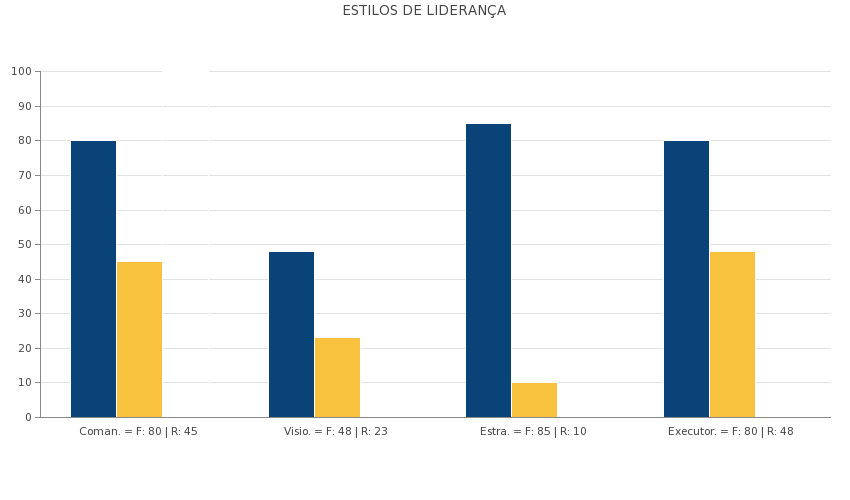 ESTILOS DE LIDERANÇA
100
90
80
70
60
50
40
30
20
10
0
Coman. = F: 80 | R: 45
Visio. = F: 48 | R: 23
Estra. = F: 85 | R: 10
Executor. = F: 80 | R: 48